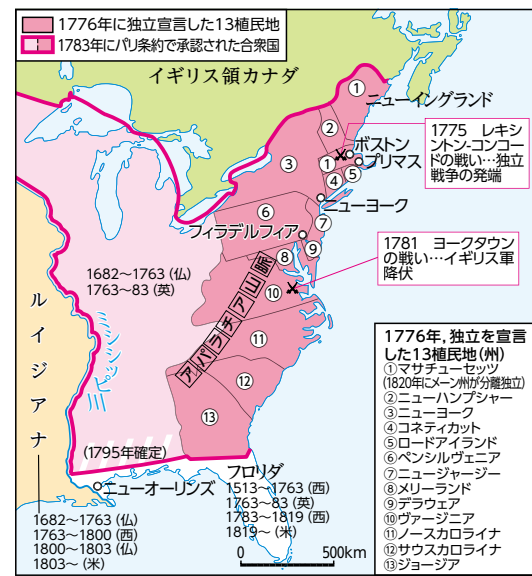 1776年に独立宣言した13植民地
1783年にパリ条約で承認された合衆国
イギリス領カナダ
①
ニューイングランド
②
③
①
ボストン
プリマス
④
⑤
1775 レキシ
ントン-コンコー
ドの戦い…独立
戦争の発端
ニューヨーク
⑥
⑦
フィラデルフィア
⑧
⑨
1781 ヨークタウン
の戦い…イギリス軍
降伏
1682～1763(仏)
1763～83(英)
⑩
アパラチア山脈
ルイジアナ
ミシシッピ川
⑪
⑫
⑬
(1795年確定)
ニューオーリンズ
1682～1763(仏)
1763～1800(西)
1800～1803(仏)
1803～(米)
フロリダ
1513～1763(西)
1763～83(英)
1783～1819(西)
1819～(米)
0 500km
1776年,独立を宣言
した13植民地(州)
①マサチューセッツ
(1820年にメーン州が分離独立)
②ニューハンプシャー
③ニューヨーク
④コネティカット
⑤ロードアイランド
⑥ペンシルヴェニア
⑦ニュージャージー
⑧メリーランド
⑨デラウェア
⑩ヴァージニア
⑪ノースカロライナ
⑫サウスカロライナ
⑬ジョージア